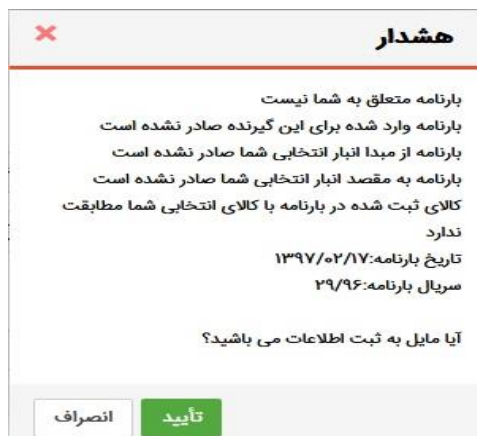 هشدار
بارنامه متعلق به شما نیست
بارنامه وارد شده برای این گیرنده صادر نشده است
بارنامه از مبدا انبار انتخابی شما صادر نشده است
بارنامه به مقصد انبار انتخابی شما صادر نشده است
کالای ثبت شده در بارنامه با کالای انتخابی شما مطابقت
ندارد
تاریخ بارنامه:۱۳۹۷/۰۲/۱۷
سریال بارنامه:۲۹/۹۶
آیا مایل به ثبت اطلاعات می باشید؟
تأیید
انصراف